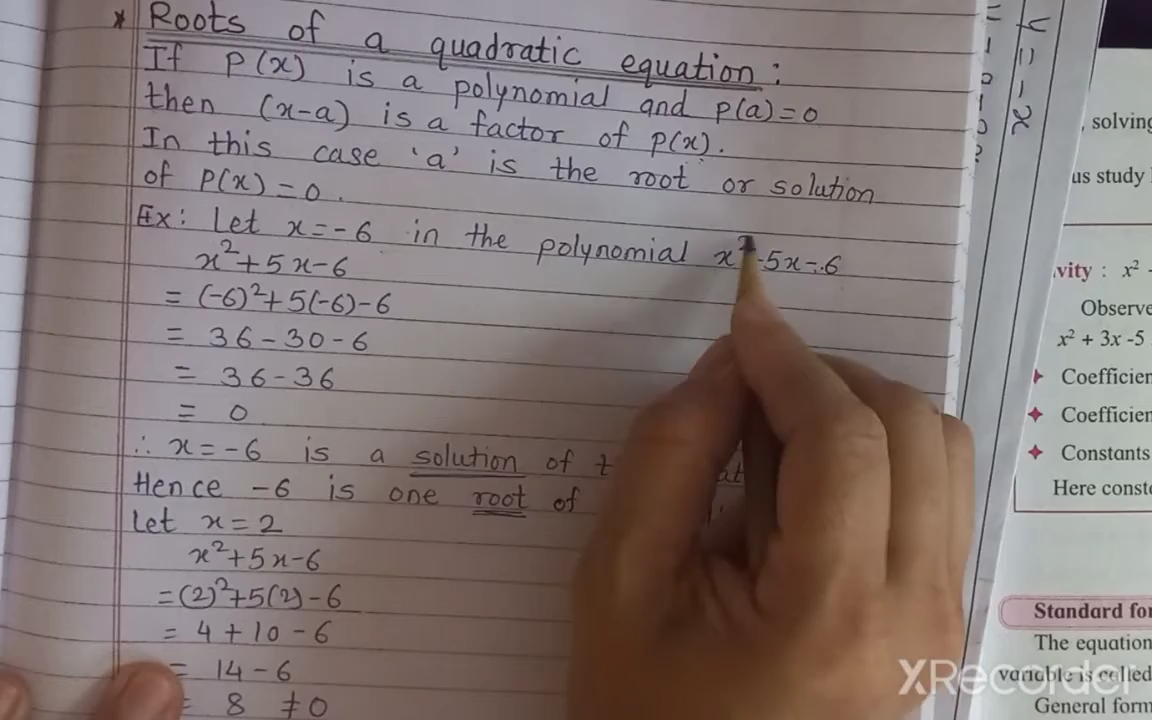 * Roots of a quadratic equation :
If P(x) is a polynomial and p(a) = 0
then (x-a) is a factor of p(x).
In this case 'a' is the root or solution
of P(x) = 0.
Ex: Let x = -6 in the polynomial x² 5x - 6
x² + 5x - 6
= (-6)² + 5(-6) - 6
= 36 - 30 - 6
= 36 - 36
= 0
∴ x = -6 is a solution of
Hence -6 is one root of
Let x = 2
x² + 5x - 6
= (2)² + 5(2) - 6
= 4 + 10 - 6
= 14 - 6
= 8 ≠ 0
y = -x
solving
us study
vity : x²
Observe
x² + 3x -5
Coefficien
Coefficien
Constants
Here const
Standard for
The equation
variable is called
General form
XRecorder